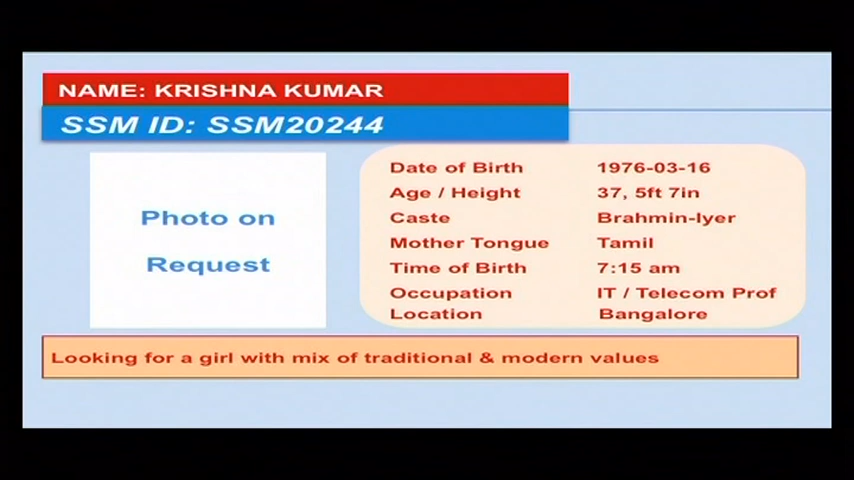 NAME: KRISHNA KUMAR
SSM ID: SSM20244
Photo on
Request
Date of Birth 1976-03-16
Age / Height 37, 5ft 7in
Caste Brahmin-Iyer
Mother Tongue Tamil
Time of Birth 7:15 am
Occupation IT / Telecom Prof
Location Bangalore
Looking for a girl with mix of traditional & modern values